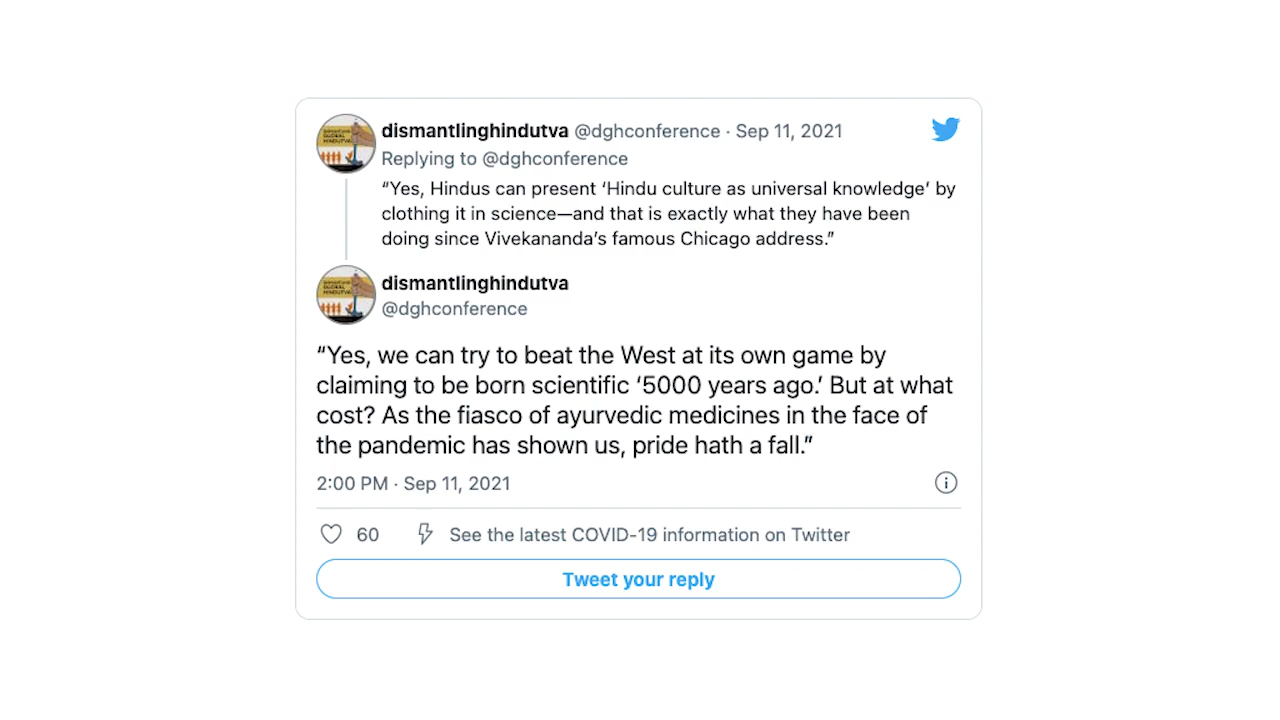 dismantlinghindutva @dghconference · Sep 11, 2021
Replying to @dghconference
“Yes, Hindus can present ‘Hindu culture as universal knowledge’ by
clothing it in science—and that is exactly what they have been
doing since Vivekananda’s famous Chicago address.”
dismantlinghindutva
@dghconference
“Yes, we can try to beat the West at its own game by
claiming to be born scientific ‘5000 years ago.’ But at what
cost? As the fiasco of ayurvedic medicines in the face of
the pandemic has shown us, pride hath a fall.”
2:00 PM · Sep 11, 2021
60 See the latest COVID-19 information on Twitter
Tweet your reply